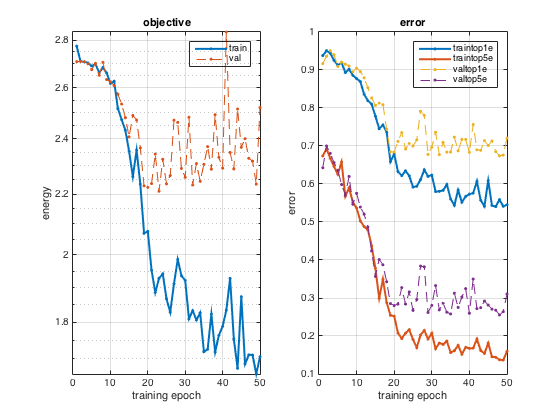 objective
energy
2.8
2.6
2.4
2.2
2
1.8
0
10
20
30
40
50
training epoch
train
val
error
error
1
0.9
0.8
0.7
0.6
0.5
0.4
0.3
0.2
0.1
0
10
20
30
40
50
training epoch
traintop1e
traintop5e
valtop1e
valtop5e